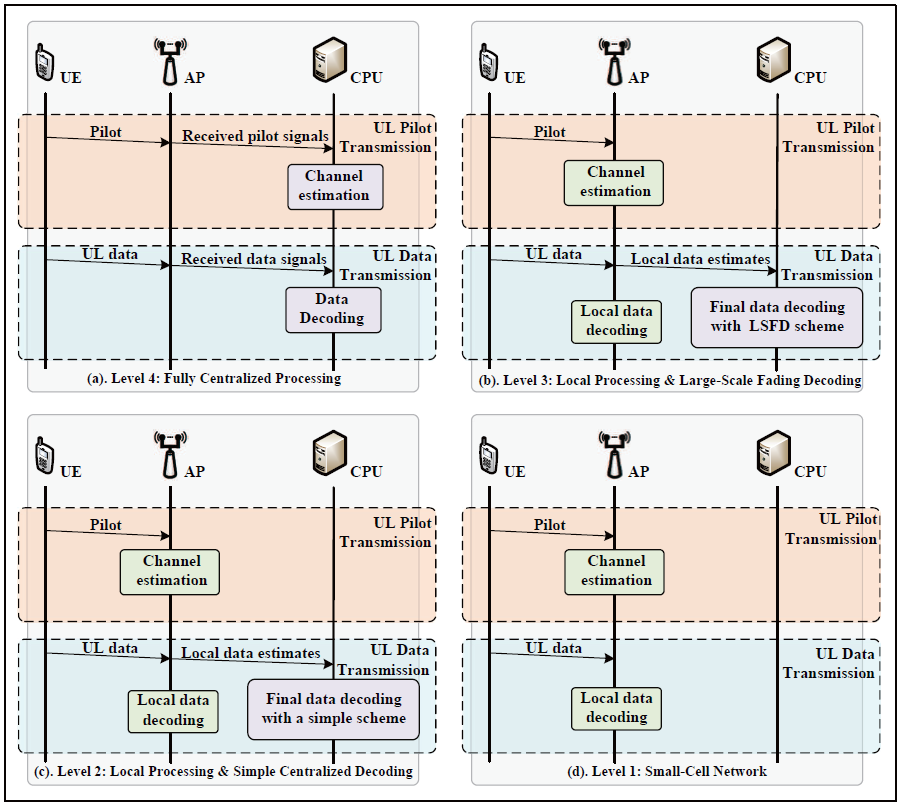 UE
AP
CPU
UL Pilot
Transmission
Pilot
Received pilot signals
Channel
estimation
UL Data
Transmission
UL data
Received data signals
Data
Decoding
(a). Level 4: Fully Centralized Processing
UE
AP
CPU
UL Pilot
Transmission
Pilot
Channel
estimation
UL Data
Transmission
UL data
Local data estimates
Local data
decoding
Final data decoding
with LSFD scheme
(b). Level 3: Local Processing & Large-Scale Fading Decoding
UE
AP
CPU
UL Pilot
Transmission
Pilot
Channel
estimation
UL Data
Transmission
UL data
Local data estimates
Local data
decoding
Final data decoding
with a simple scheme
(c). Level 2: Local Processing & Simple Centralized Decoding
UE
AP
CPU
UL Pilot
Transmission
Pilot
Channel
estimation
UL Data
Transmission
UL data
Local data
decoding
(d). Level 1: Small-Cell Network